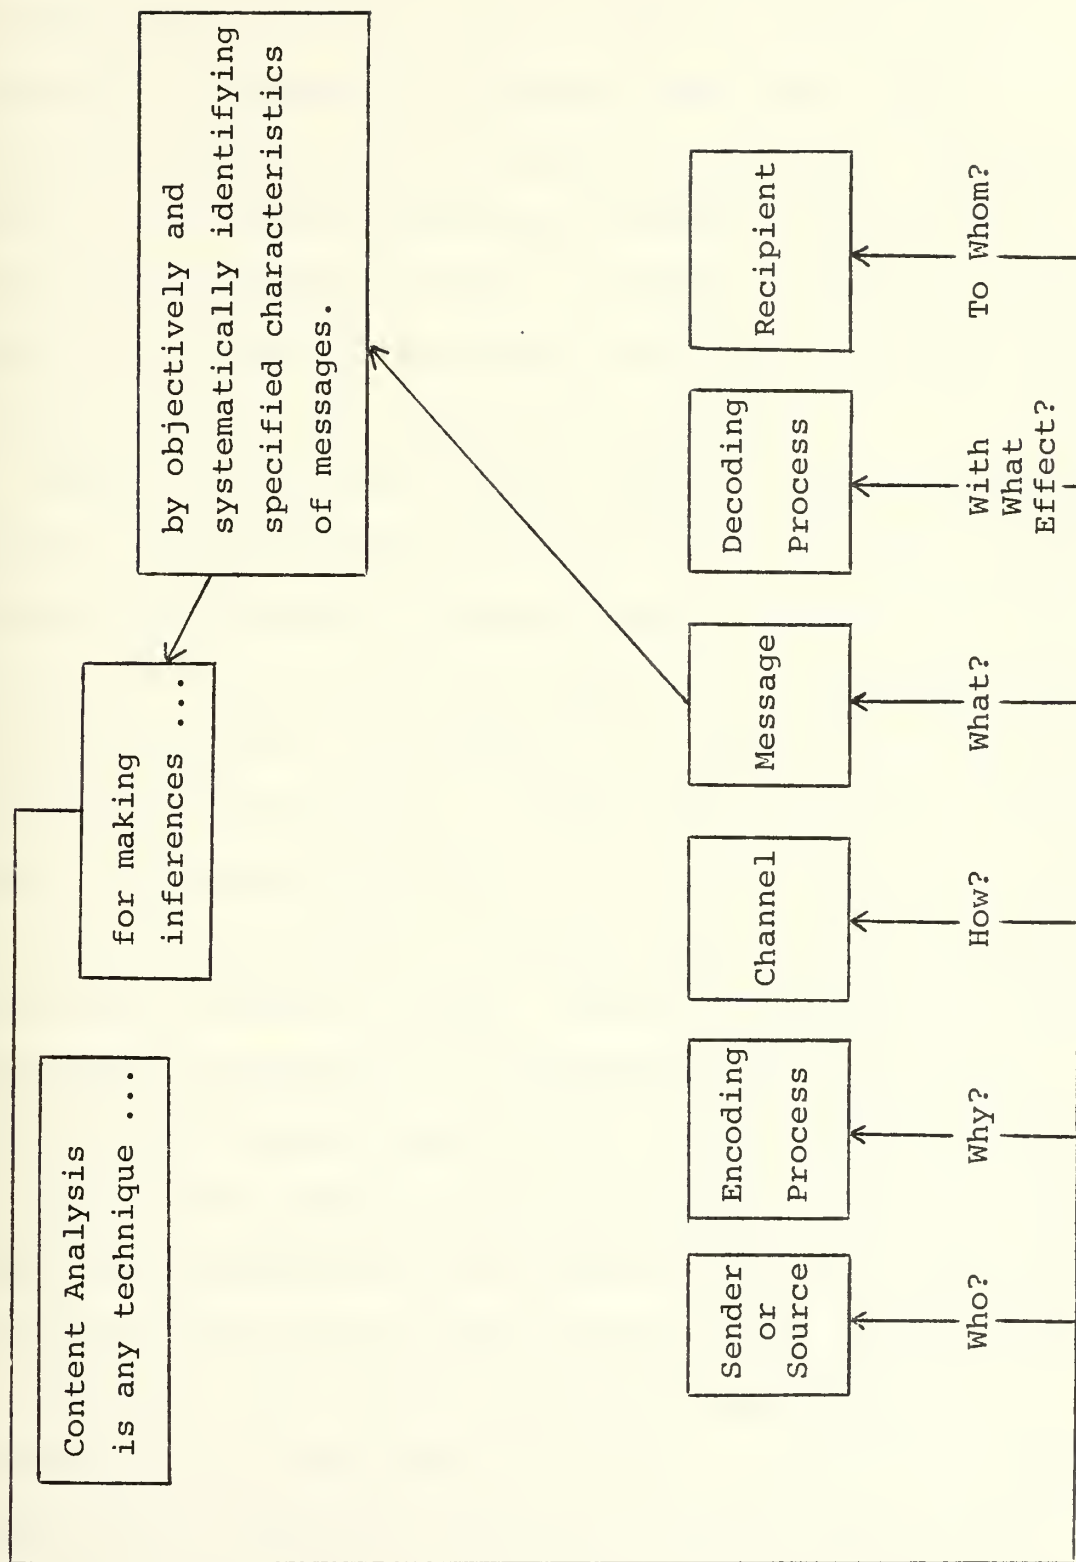 Content Analysis
is any technique ...
for making
inferences ...
by objectively and
systematically identifying
specified characteristics
of messages.
Sender
or
Source
Encoding
Process
Channel
Message
Decoding
Process
Recipient
Who?
Why?
How?
What?
With
What
Effect?
To Whom?